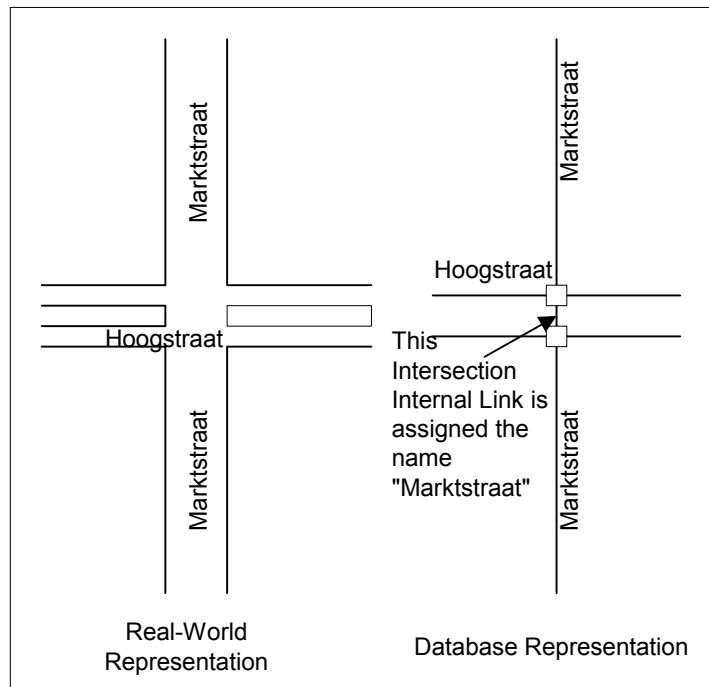 Marktstraat
Hoogstraat
Marktstraat
Real-World
Representation
Marktstraat
Hoogstraat
This
Intersection
Internal Link is
assigned the
name
"Marktstraat"
Marktstraat
Database Representation